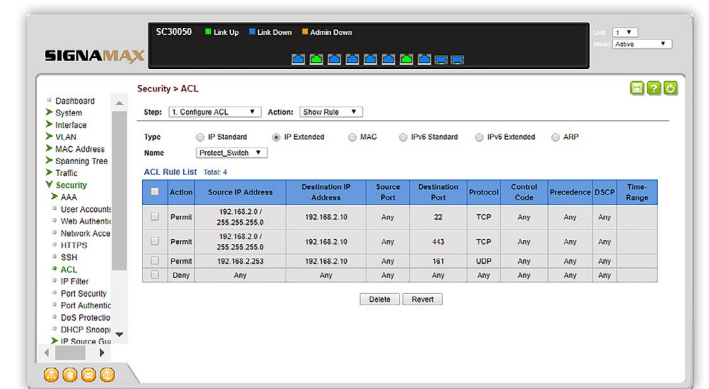 SC30050 Link Up Link Down Admin Down
Unit 1
Mode Active
SIGNAMAX
Dashboard
System
Interface
VLAN
MAC Address
Spanning Tree
Traffic
Security
AAA
User Accounts
Web Authentic
Network Acce
HTTPS
SSH
ACL
IP Filter
Port Security
Port Authentic
DoS Protectio
DHCP Snoopi
IP Source Gua
Security > ACL
Step: 1. Configure ACL Action: Show Rule
Type IP Standard IP Extended MAC IPv6 Standard IPv6 Extended ARP
Name Protect_Switch
ACL Rule List Total: 4
Action Source IP Address Destination IP Address Source Port Destination Port Protocol Control Code Precedence DSCP Time-Range
Permit 192.168.2.0 / 255.255.255.0 192.168.2.10 Any 22 TCP Any Any Any
Permit 192.168.2.0 / 255.255.255.0 192.168.2.10 Any 443 TCP Any Any Any
Permit 192.168.2.253 192.168.2.10 Any 161 UDP Any Any Any
Deny Any Any Any Any Any Any Any Any
Delete Revert